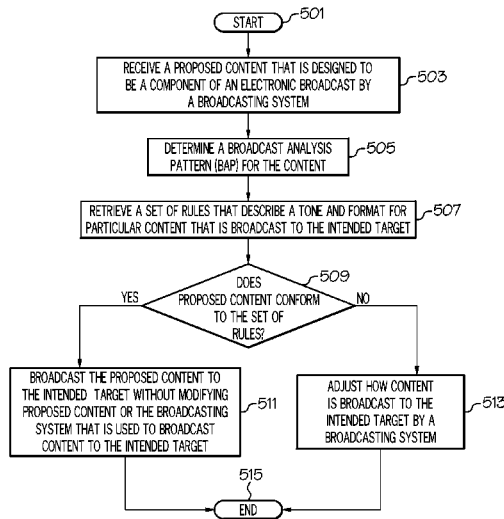 START
501
RECEIVE A PROPOSED CONTENT THAT IS DESIGNED TO
BE A COMPONENT OF AN ELECTRONIC BROADCAST BY
A BROADCASTING SYSTEM
503
DETERMINE A BROADCAST ANALYSIS
PATTERN (BAP) FOR THE CONTENT
505
RETRIEVE A SET OF RULES THAT DESCRIBE A TONE AND FORMAT FOR
PARTICULAR CONTENT THAT IS BROADCAST TO THE INTENDED TARGET
507
509
DOES
PROPOSED CONTENT CONFORM
TO THE SET OF
RULES?
YES
NO
BROADCAST THE PROPOSED CONTENT TO
THE INTENDED TARGET WITHOUT MODIFYING
PROPOSED CONTENT OR THE BROADCASTING
SYSTEM THAT IS USED TO BROADCAST
CONTENT TO THE INTENDED TARGET
511
ADJUST HOW CONTENT
IS BROADCAST TO THE
INTENDED TARGET BY A
BROADCASTING SYSTEM
513
515
END